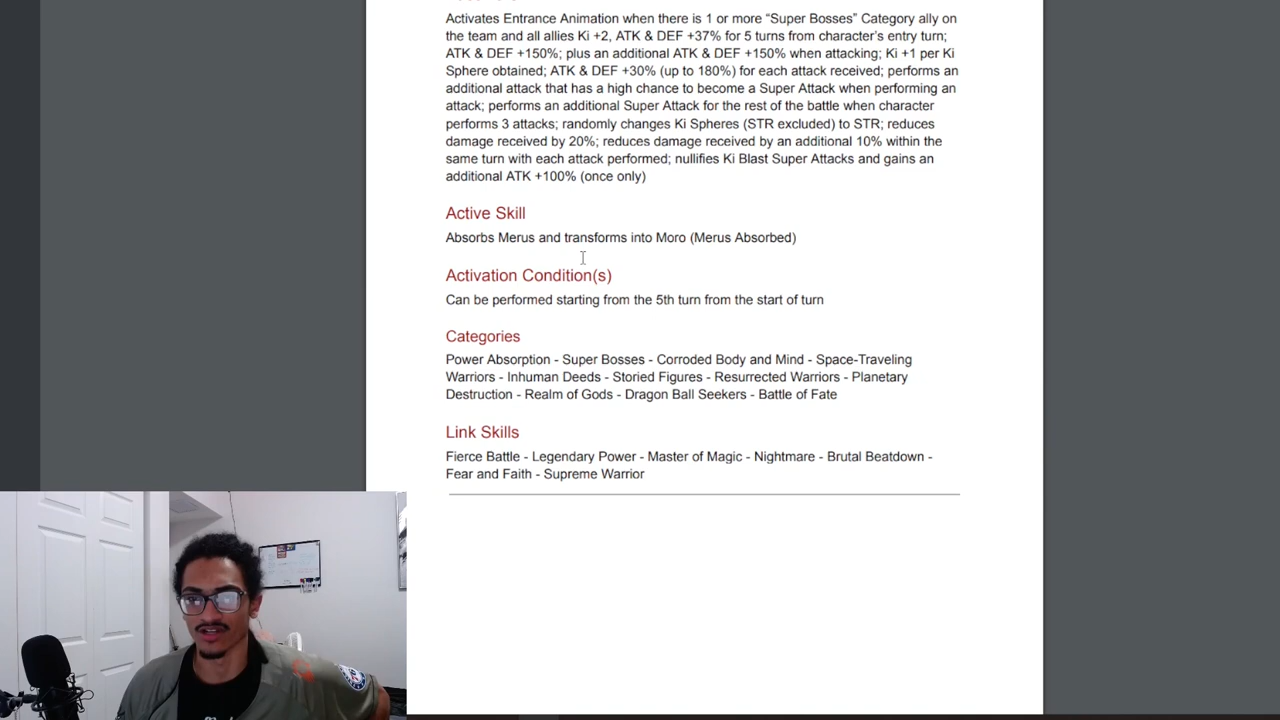 Activates Entrance Animation when there is 1 or more “Super Bosses” Category ally on
the team and all allies Ki +2, ATK & DEF +37% for 5 turns from character’s entry turn;
ATK & DEF +150%; plus an additional ATK & DEF +150% when attacking; Ki +1 per Ki
Sphere obtained; ATK & DEF +30% (up to 180%) for each attack received; performs an
additional attack that has a high chance to become a Super Attack when performing an
attack; performs an additional Super Attack for the rest of the battle when character
performs 3 attacks; randomly changes Ki Spheres (STR excluded) to STR; reduces
damage received by 20%; reduces damage received by an additional 10% within the
same turn with each attack performed; nullifies Ki Blast Super Attacks and gains an
additional ATK +100% (once only)
Active Skill
Absorbs Merus and transforms into Moro (Merus Absorbed)
Activation Condition(s)
Can be performed starting from the 5th turn from the start of turn
Categories
Power Absorption - Super Bosses - Corroded Body and Mind - Space-Traveling
Warriors - Inhuman Deeds - Storied Figures - Resurrected Warriors - Planetary
Destruction - Realm of Gods - Dragon Ball Seekers - Battle of Fate
Link Skills
Fierce Battle - Legendary Power - Master of Magic - Nightmare - Brutal Beatdown -
Fear and Faith - Supreme Warrior